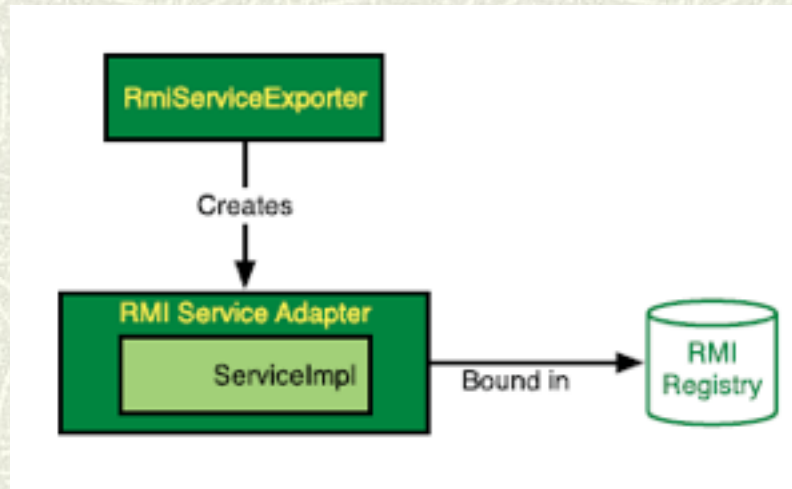 RmiServiceExporter
Creates
RMI Service Adapter
ServiceImpl
Bound in
RMI
Registry